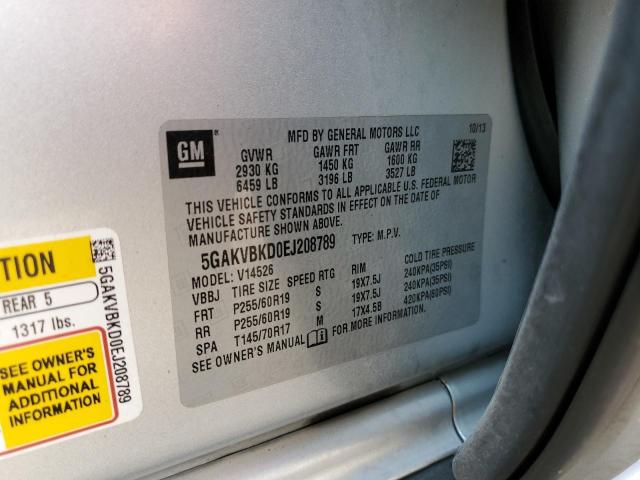 GM
MFD BY GENERAL MOTORS LLC
10/13
GVWR GAWR FRT GAWR RR
2930 KG 1450 KG 1600 KG
6459 LB 3196 LB 3527 LB
THIS VEHICLE CONFORMS TO ALL APPLICABLE U.S. FEDERAL MOTOR
VEHICLE SAFETY STANDARDS IN EFFECT ON THE DATE OF
MANUFACTURE SHOWN ABOVE.
5GAKVBKD0EJ208789 TYPE: M.P.V.
MODEL: V14526
VBBJ TIRE SIZE SPEED RTG RIM COLD TIRE PRESSURE
FRT P255/60R19 S 19X7.5J 240KPA(35PSI)
RR P255/60R19 S 19X7.5J 240KPA(35PSI)
SPA T145/70R17 M 17X4.5B 420KPA(60PSI)
SEE OWNER'S MANUAL FOR MORE INFORMATION.
TION
REAR 5
1317 lbs.
SEE OWNER'S
MANUAL FOR
ADDITIONAL
INFORMATION
5GAKVBKD0EJ208789